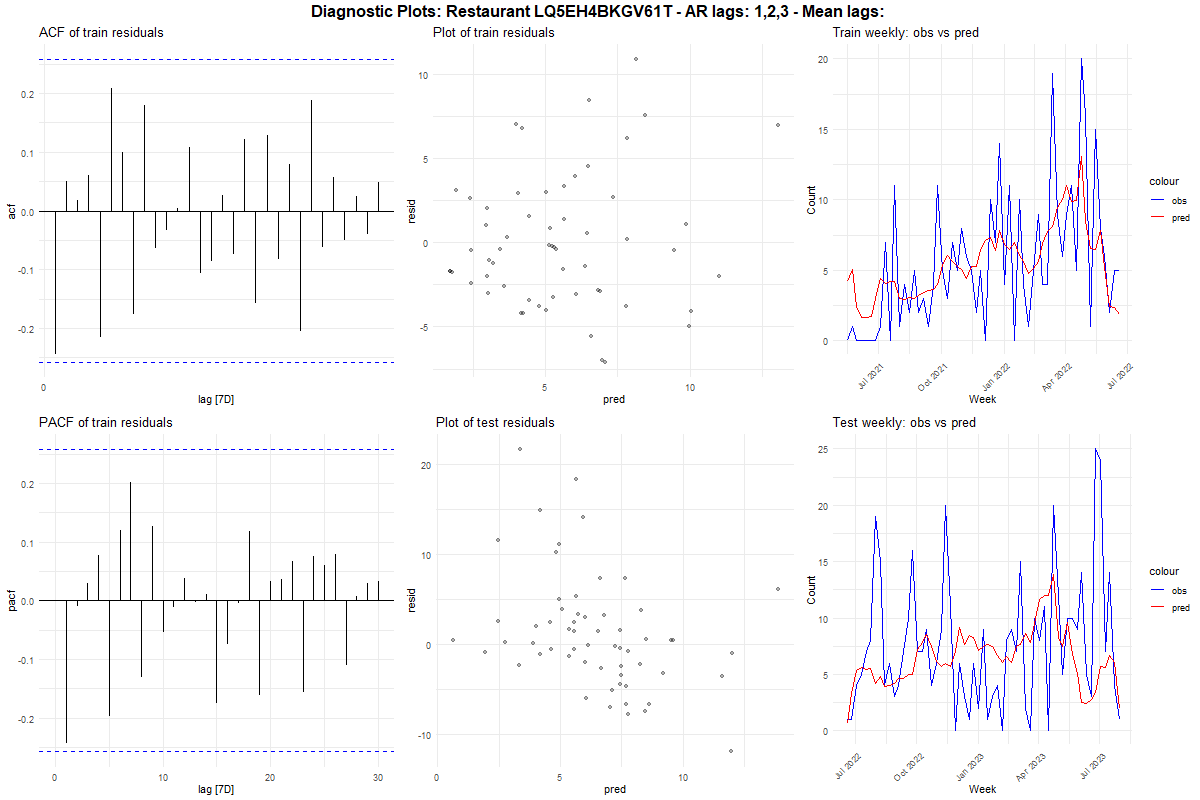 Diagnostic Plots: Restaurant LQ5EH4BKGV61T - AR lags: 1,2,3 - Mean lags:
ACF of train residuals
0.2
0.1
0.0
-0.1
-0.2
acf
0
lag [7D]
Plot of train residuals
10
5
0
-5
resid
5
10
pred
Train weekly: obs vs pred
20
15
10
5
0
Count
Jul 2021
Oct 2021
Jan 2022
Apr 2022
Jul 2022
Week
colour
obs
pred
PACF of train residuals
0.2
0.1
0.0
-0.1
-0.2
pacf
0
10
20
30
lag [7D]
Plot of test residuals
20
10
0
-10
resid
0
5
10
pred
Test weekly: obs vs pred
25
20
15
10
5
0
Count
Jul 2022
Oct 2022
Jan 2023
Apr 2023
Jul 2023
Week
colour
obs
pred